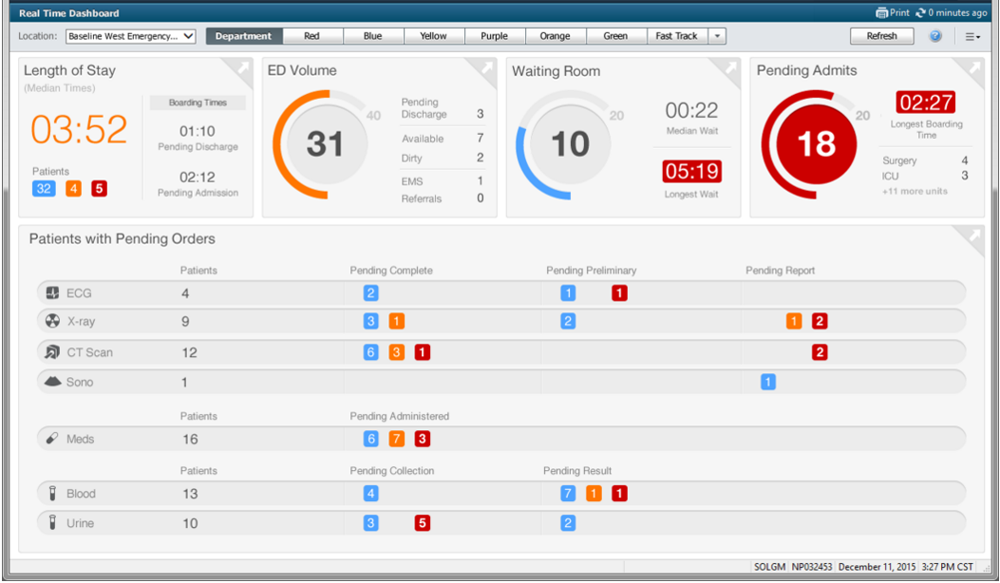 Real Time Dashboard
Print 0 minutes ago
Location: Baseline West Emergency... Department Red Blue Yellow Purple Orange Green Fast Track Refresh ?
Length of Stay
(Median Times)
03:52
Patients
32 4 5
Boarding Times
01:10
Pending Discharge
02:12
Pending Admission
ED Volume
31
40
Pending
Discharge 3
Available 7
Dirty 2
EMS 1
Referrals 0
Waiting Room
10
20
00:22
Median Wait
05:19
Longest Wait
Pending Admits
18
20
02:27
Longest Boarding
Time
Surgery 4
ICU 3
+11 more units
Patients with Pending Orders
Patients Pending Complete Pending Preliminary Pending Report
ECG 4 2 1 1
X-ray 9 3 1 2 1 2
CT Scan 12 6 3 1 2
Sono 1 1
Patients Pending Administered
Meds 16 6 7 3
Patients Pending Collection Pending Result
Blood 13 4 7 1 1
Urine 10 3 5 2
SOLGM NP032453 December 11, 2015 3:27 PM CST